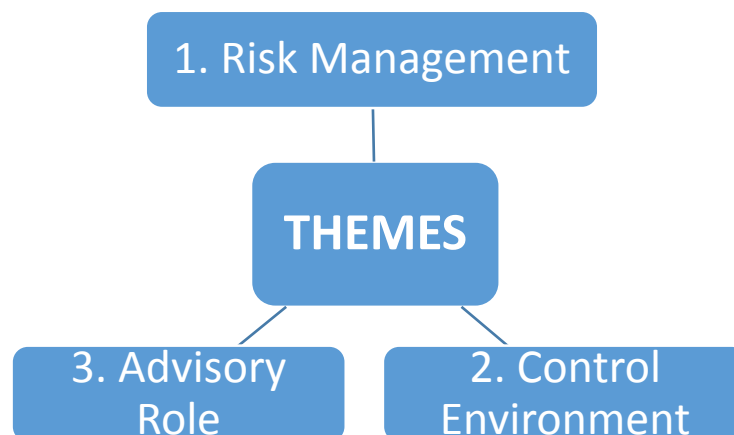 1. Risk Management
THEMES
3. Advisory
Role
2. Control
Environment